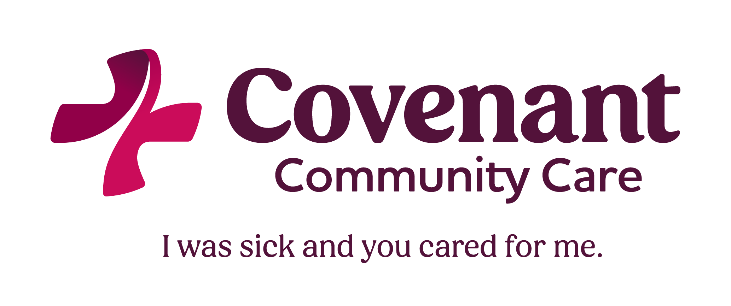 Covenant
Community Care
I was sick and you cared for me.